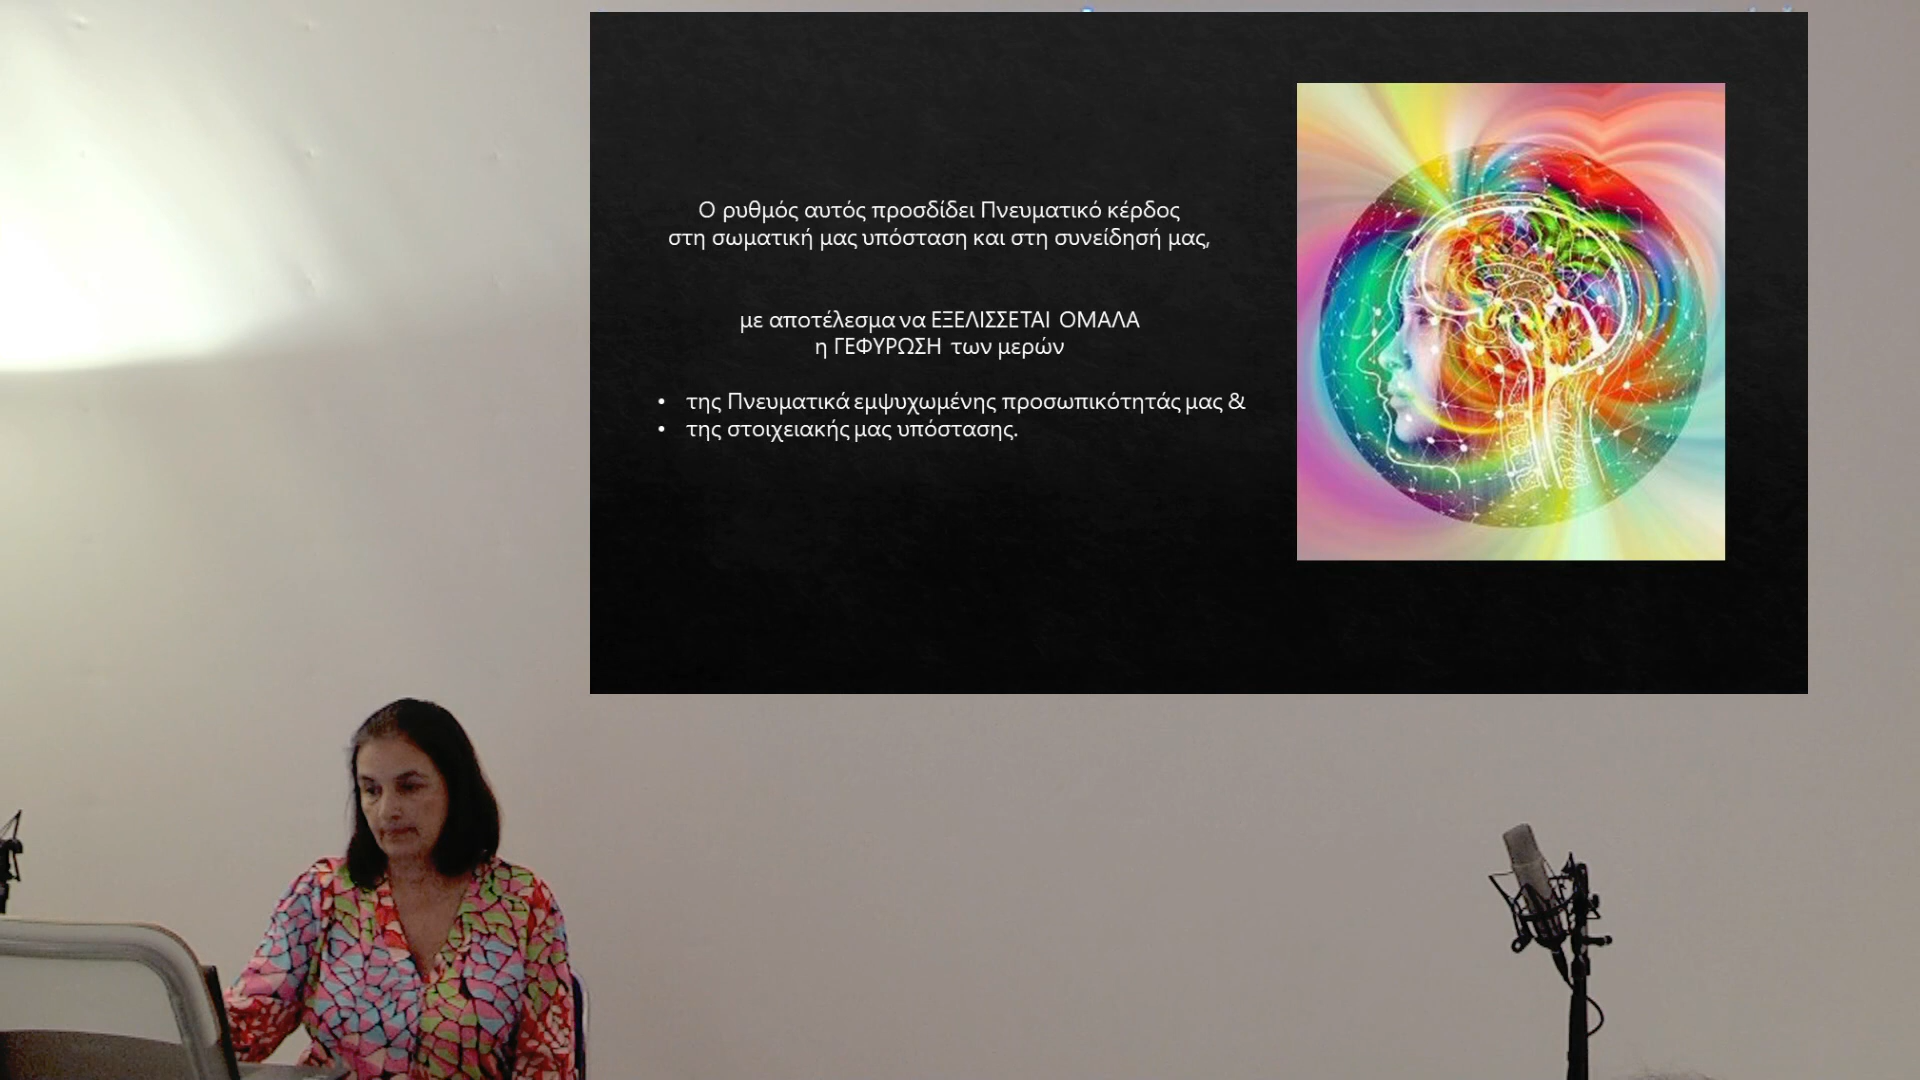 Ο ρυθμός αυτός προσδίδει Πνευματικό κέρδος
στη σωματική μας υπόσταση και στη συνείδησή μας,
με αποτέλεσμα να ΕΞΕΛΙΣΣΕΤΑΙ ΟΜΑΛΑ
η ΓΕΦΥΡΩΣΗ των μερών
• της Πνευματικά εμψυχωμένης προσωπικότητάς μας &
• της στοιχειακής μας υπόστασης.